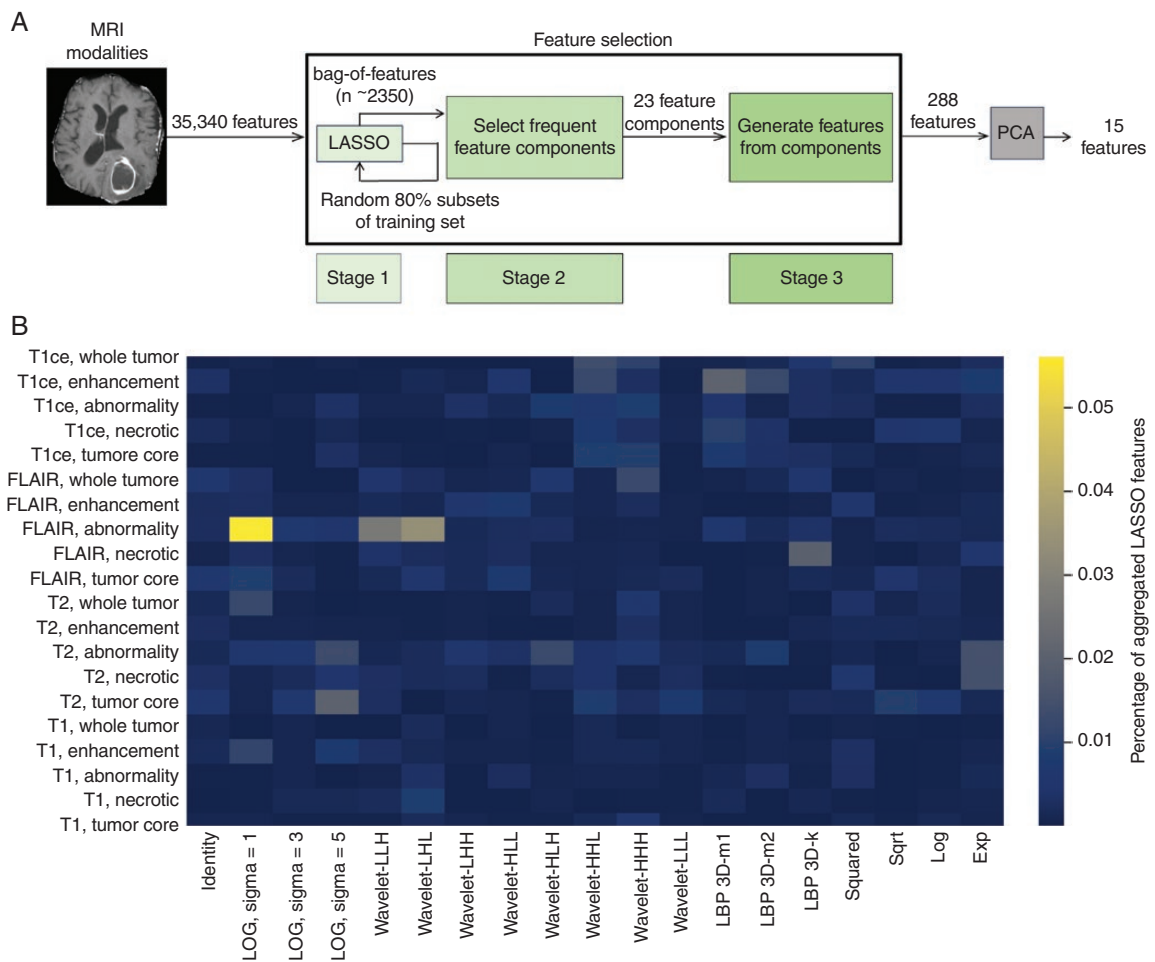 A
MRI
modalities
35,340 features
Feature selection
bag-of-features
(n ~2350)
LASSO
Random 80% subsets
of training set
Select frequent
feature components
23 feature
components
Generate features
from components
288
features
PCA
15
features
Stage 1
Stage 2
Stage 3
B
T1ce, whole tumor
T1ce, enhancement
T1ce, abnormality
T1ce, necrotic
T1ce, tumore core
FLAIR, whole tumore
FLAIR, enhancement
FLAIR, abnormality
FLAIR, necrotic
FLAIR, tumor core
T2, whole tumor
T2, enhancement
T2, abnormality
T2, necrotic
T2, tumor core
T1, whole tumor
T1, enhancement
T1, abnormality
T1, necrotic
T1, tumor core
Identity
LOG, sigma = 1
LOG, sigma = 3
LOG, sigma = 5
Wavelet-LLH
Wavelet-LHL
Wavelet-LHH
Wavelet-HLL
Wavelet-HLH
Wavelet-HHL
Wavelet-HHH
Wavelet-LLL
LBP 3D-m1
LBP 3D-m2
LBP 3D-k
Squared
Sqrt
Log
Exp
0.05
0.04
0.03
0.02
0.01
Percentage of aggregated LASSO features